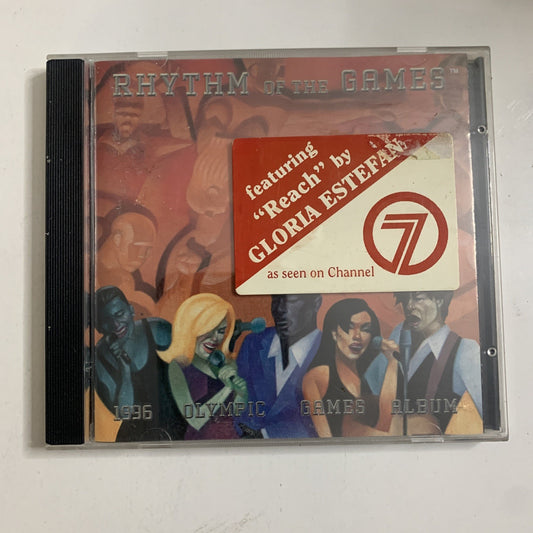 RHYTHM OF THE GAMES™
featuring
"Reach" by
GLORIA ESTEFAN
7
as seen on Channel
1996 OLYMPIC GAMES ALBUM